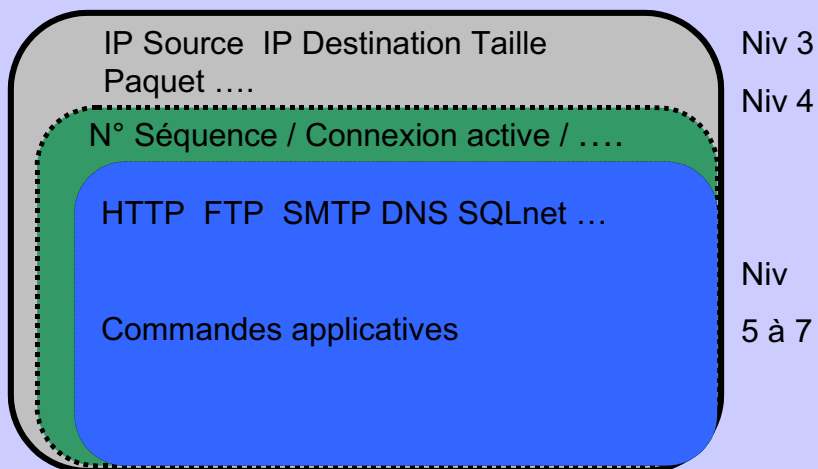 IP Source  IP Destination Taille
Paquet ….
N° Séquence / Connexion active / ….
HTTP  FTP  SMTP DNS SQLnet …
Commandes applicatives
Niv 3
Niv 4
Niv
5 à 7